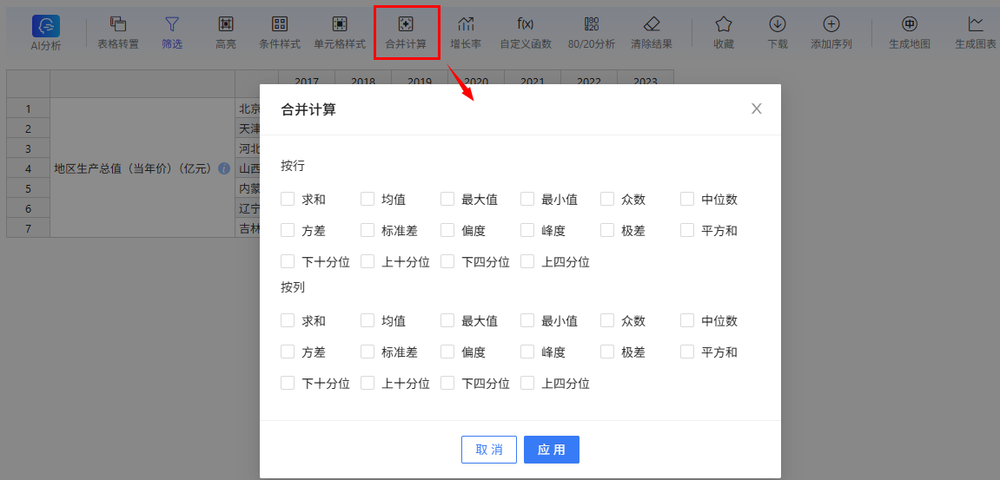 AI分析 表格转置 筛选 高亮 条件样式 单元格样式 合并计算 增长率 f(x) 自定义函数 80 20 80/20分析 清除结果 收藏 下载 添加序列 中 生成地图 生成图表
2017 2018 2019 2020 2021 2022 2023
1 北京
2 天津
3 河北
4 地区生产总值（当年价）（亿元） i 山西
5 内蒙
6 辽宁
7 吉林
合并计算 X
按行
求和 均值 最大值 最小值 众数 中位数
方差 标准差 偏度 峰度 极差 平方和
下十分位 上十分位 下四分位 上四分位
按列
求和 均值 最大值 最小值 众数 中位数
方差 标准差 偏度 峰度 极差 平方和
下十分位 上十分位 下四分位 上四分位
取消 应用